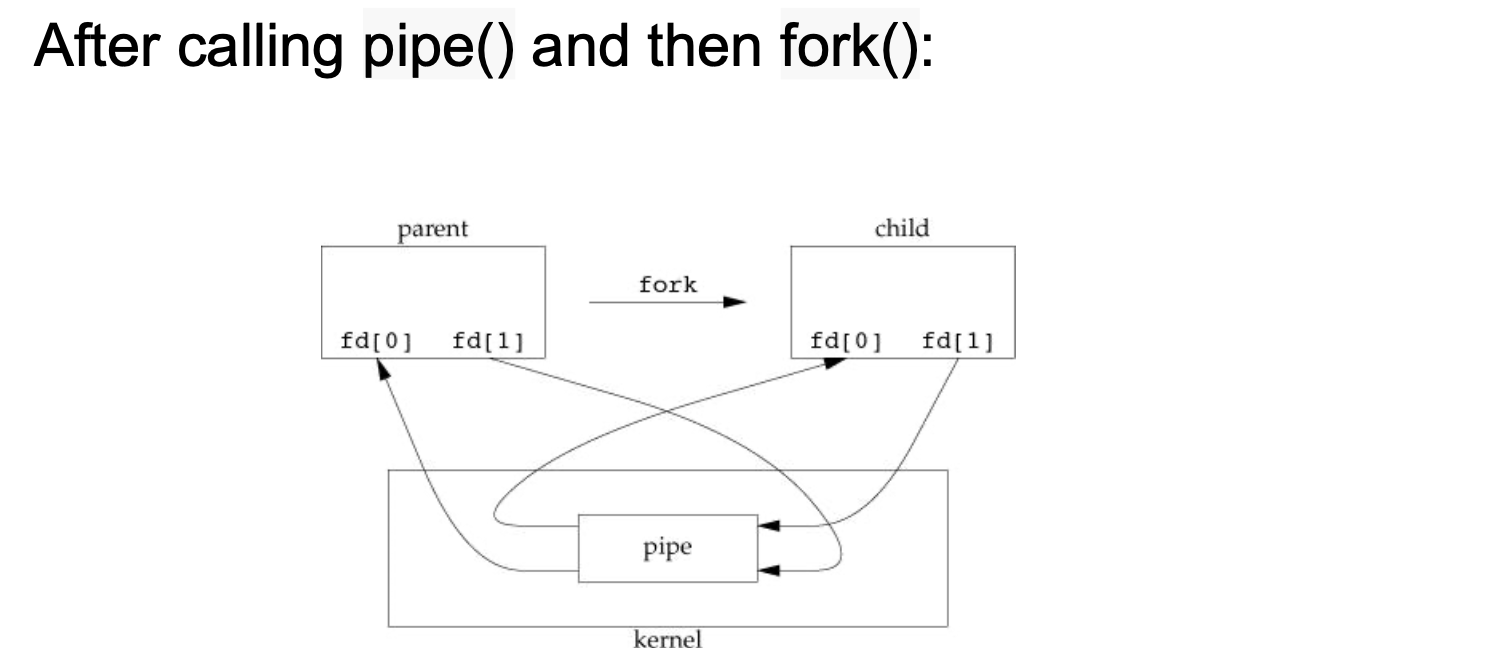 After calling pipe() and then fork():
parent child
fork
fd[0] fd[1] fd[0] fd[1]
pipe
kernel